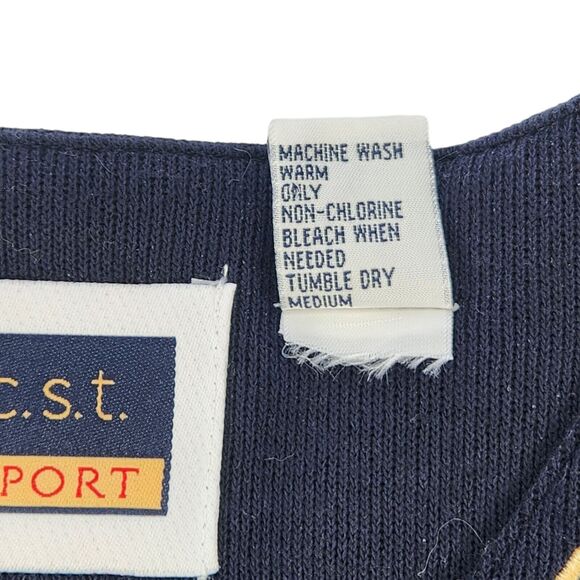 MACHINE WASH
WARM
ONLY
NON-CHLORINE
BLEACH WHEN
NEEDED
TUMBLE DRY
MEDIUM
c.s.t.
PORT